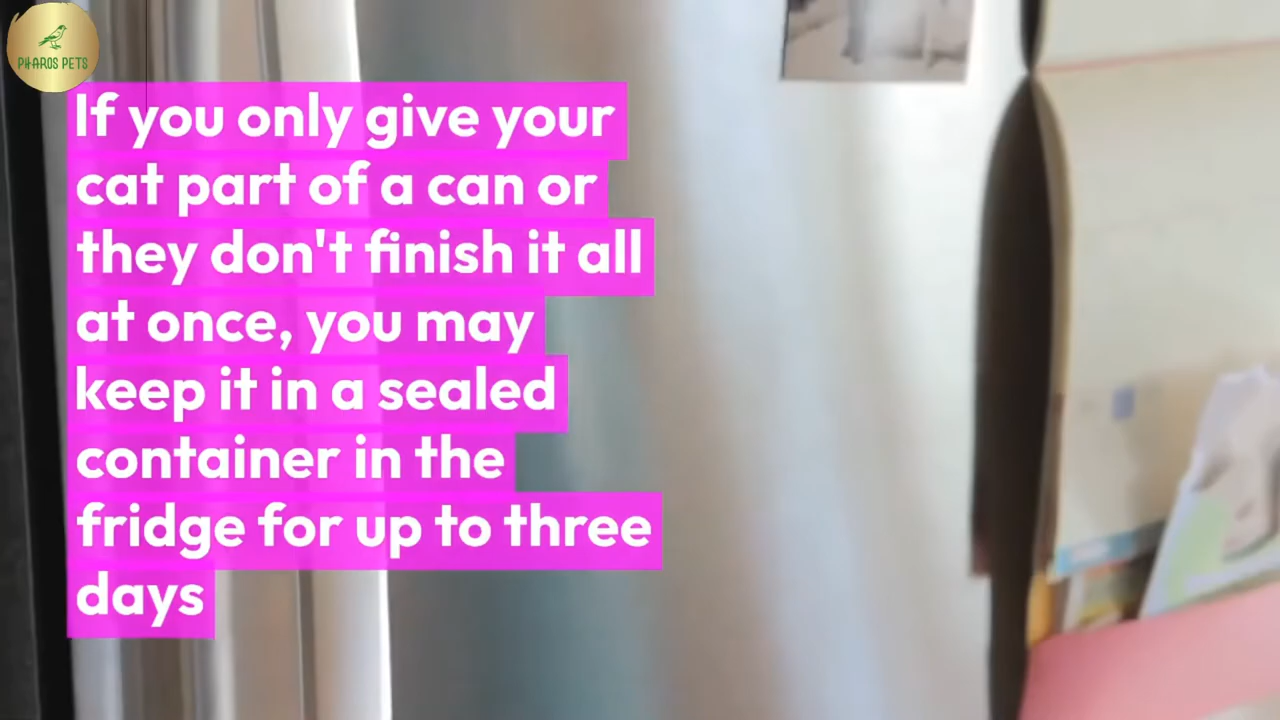 PHAROS PETS
If you only give your
cat part of a can or
they don't finish it all
at once, you may
keep it in a sealed
container in the
fridge for up to three
days